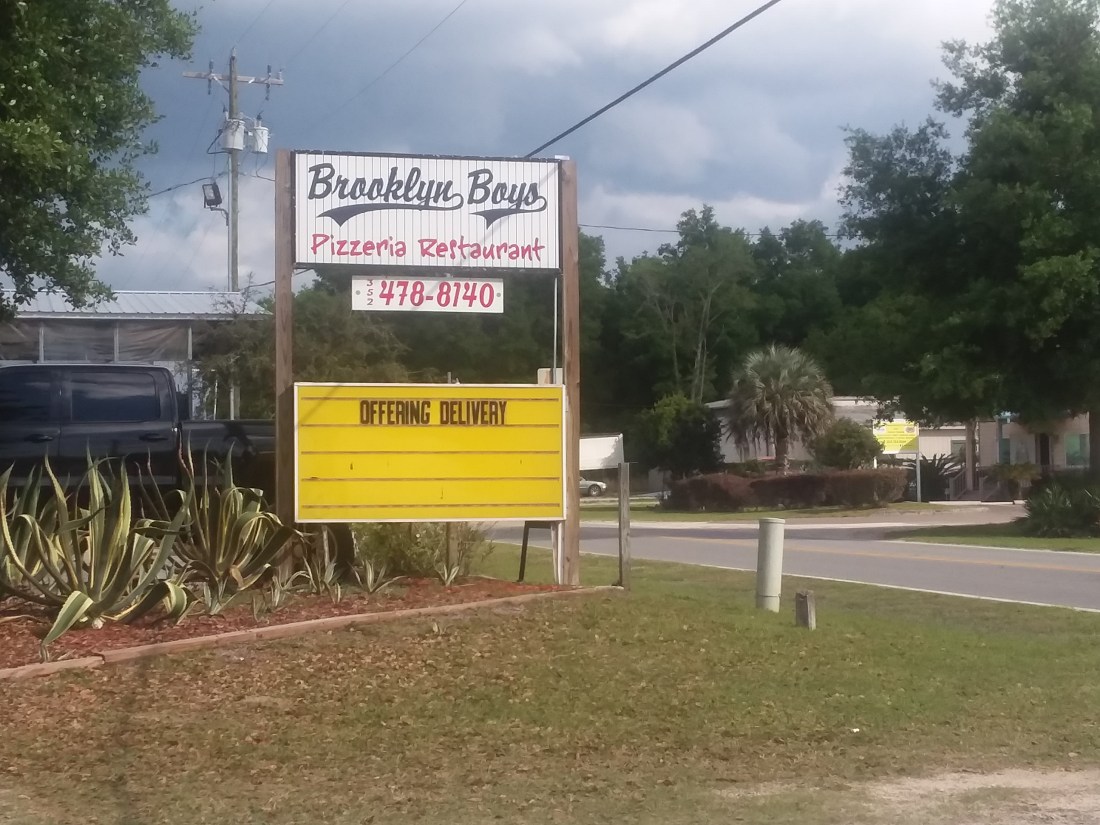 Brooklyn Boys
Pizzeria Restaurant
352 478-8140
OFFERING DELIVERY